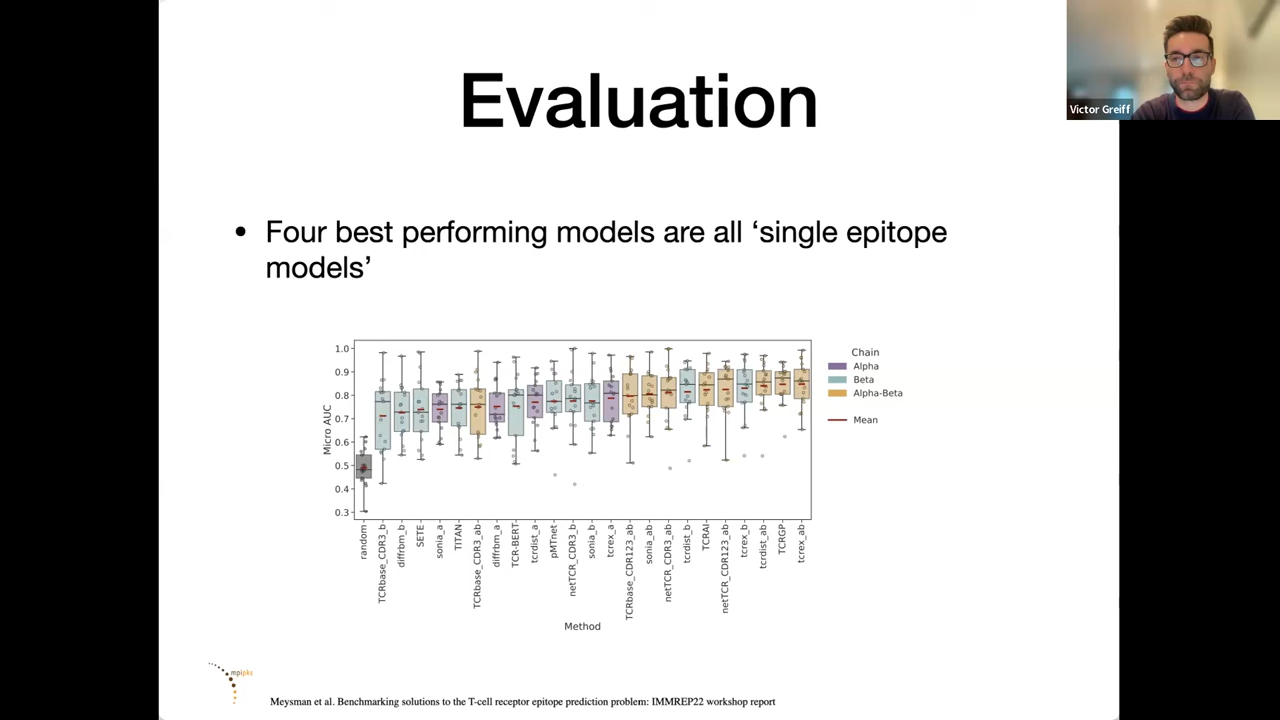 Evaluation
Victor Greiff
• Four best performing models are all ‘single epitope
models’
1.0
0.9
0.8
0.7
0.6
0.5
0.4
0.3
Micro AUC
random
TCRbase_CDR3_b
diffrbm_b
SETE
sonia_a
TITAN
TCRbase_CDR3_ab
diffrbm_a
TCR-BERT
tcrdist_a
pMTnet
netTCR_CDR3_b
sonia_b
tcrex_a
TCRbase_CDR123_ab
sonia_ab
netTCR_CDR3_ab
tcrdist_b
TCRAI
netTCR_CDR123_ab
tcrex_b
tcrdist_ab
TCRGP
tcrex_ab
Method
Chain
Alpha
Beta
Alpha-Beta
Mean
mpipks
Meysman et al. Benchmarking solutions to the T-cell receptor epitope prediction problem: IMMREP22 workshop report